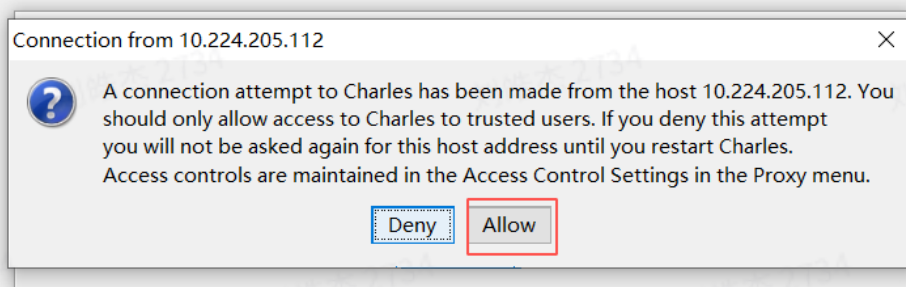 Connection from 10.224.205.112
A connection attempt to Charles has been made from the host 10.224.205.112. You
should only allow access to Charles to trusted users. If you deny this attempt
you will not be asked again for this host address until you restart Charles.
Access controls are maintained in the Access Control Settings in the Proxy menu.
Deny Allow